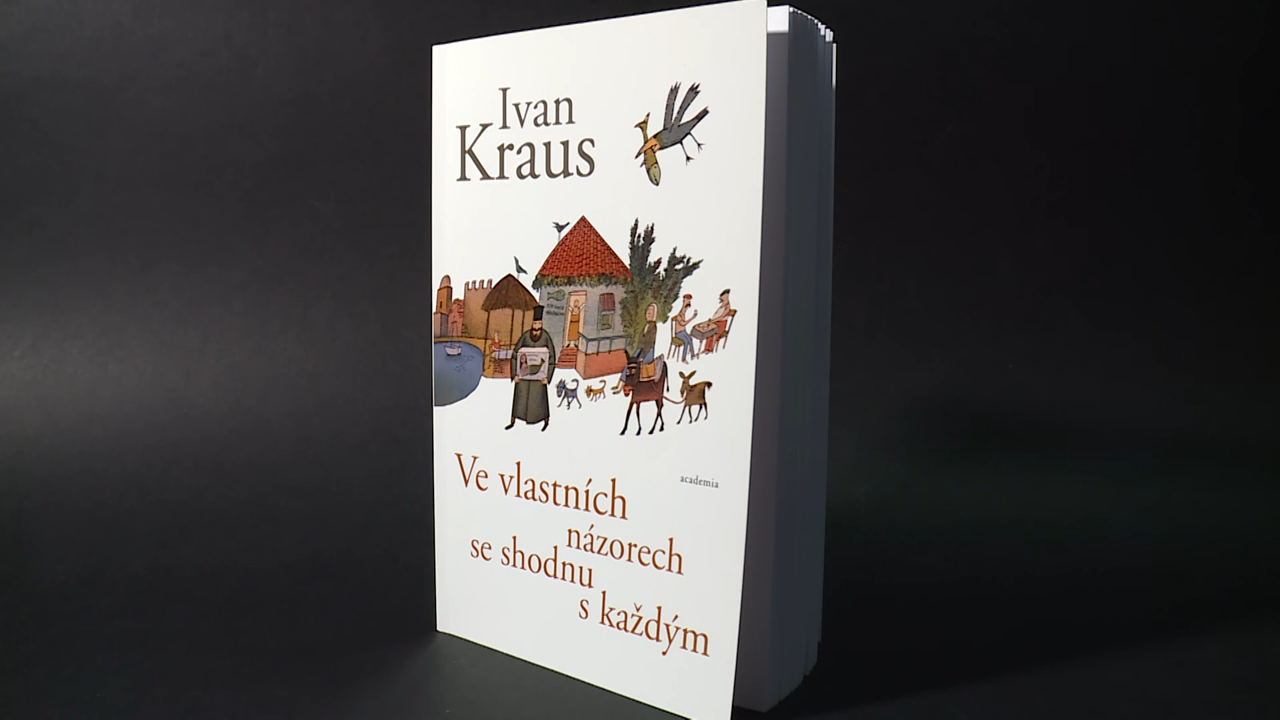 Ivan
Kraus
Ve vlastních
academia
názorech
se shodnu
s každým